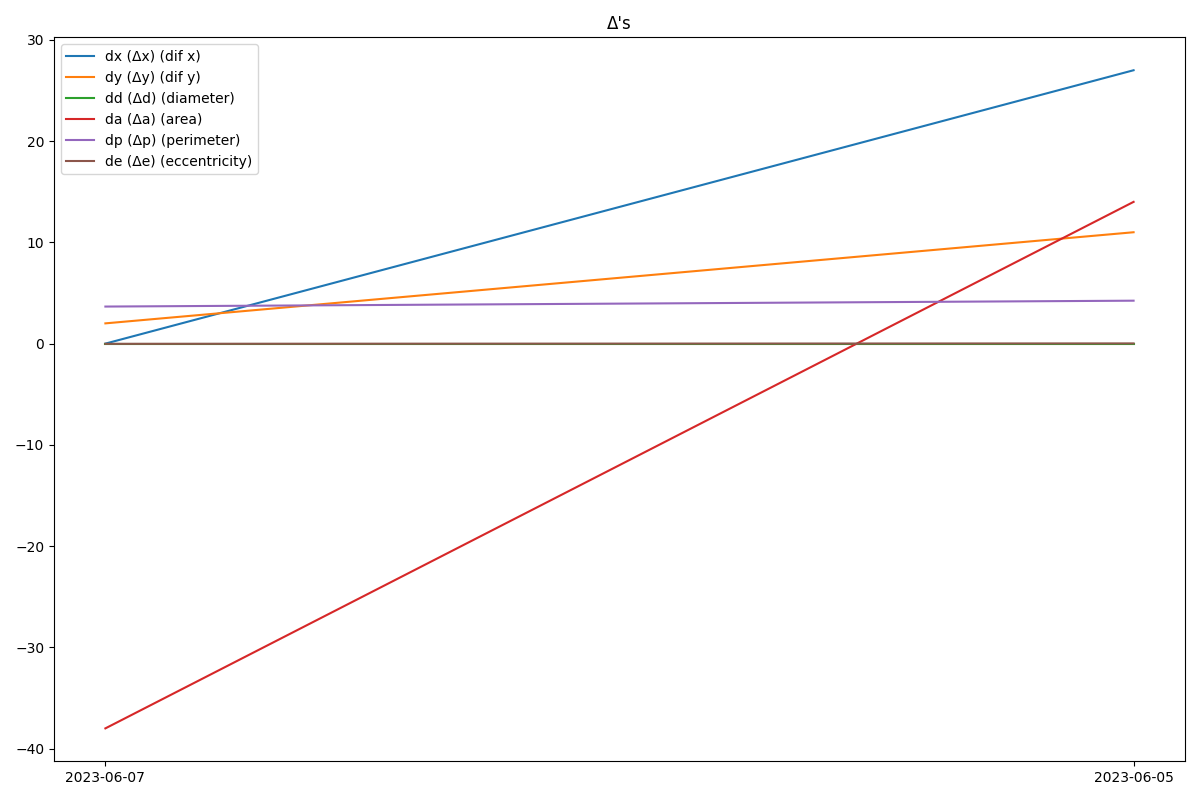 Δ's
30
20
10
0
−10
−20
−30
−40
dx (Δx) (dif x)
dy (Δy) (dif y)
dd (Δd) (diameter)
da (Δa) (area)
dp (Δp) (perimeter)
de (Δe) (eccentricity)
2023-06-07
2023-06-05